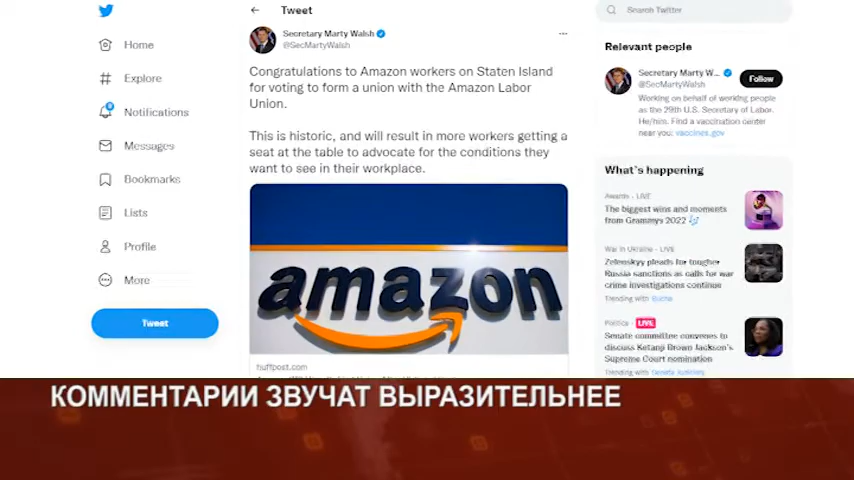 Home
Explore
Notifications
Messages
Bookmarks
Lists
Profile
More
Tweet
Tweet
Secretary Marty Walsh
@SecMartyWalsh
Congratulations to Amazon workers on Staten Island
for voting to form a union with the Amazon Labor
Union.
This is historic, and will result in more workers getting a
seat at the table to advocate for the conditions they
want to see in their workplace.
amazon
huffpost.com
Search Twitter
Relevant people
Secretary Marty W...
@SecMartyWalsh
Follow
Working on behalf of working people
as the 29th U.S. Secretary of Labor.
He/him. Find a vaccination center
near you: vaccines.gov
What's happening
Awards · LIVE
The biggest wins and moments
from Grammys 2022
War in Ukraine · LIVE
Zelenskyy pleads for tougher
Russia sanctions as calls for war
crime investigations continue
Trending with Bucha
Politics · LIVE
Senate committee convenes to
discuss Ketanji Brown Jackson's
Supreme Court nomination
Trending with Senate Judiciary
КОММЕНТАРИИ ЗВУЧАТ ВЫРАЗИТЕЛЬНЕЕ